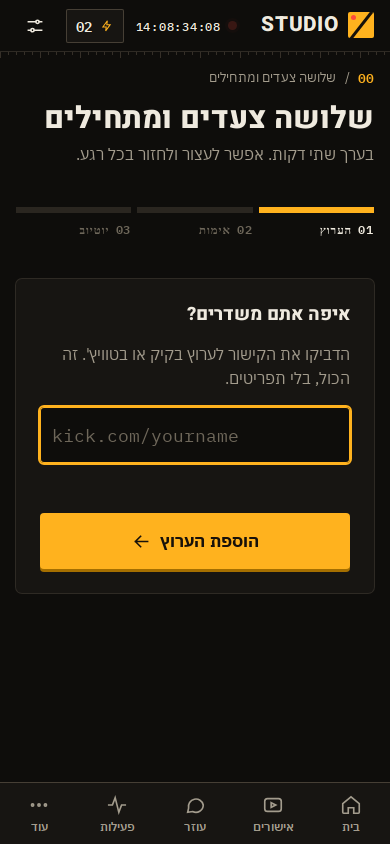 STUDIO
14:08:34:08
02
00 / שלושה צעדים ומתחילים
שלושה צעדים ומתחילים
בערך שתי דקות. אפשר לעצור ולחזור בכל רגע.
01 הערוץ
02 אימות
03 יוטיוב
איפה אתם משדרים?
הדביקו את הקישור לערוץ בקיק או בטוויץ'. זה
הכול, בלי תפריטים.
kick.com/yourname
הוספת הערוץ ←
בית
אישורים
עוזר
פעילות
עוד